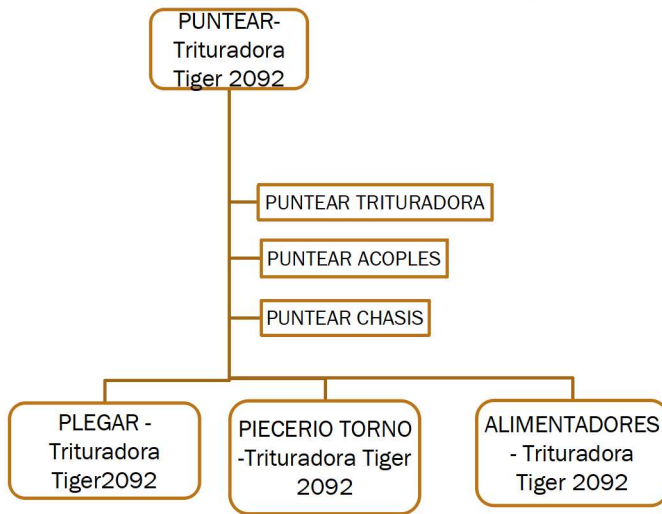 PUNTEAR-
Trituradora
Tiger 2092
PUNTEAR TRITURADORA
PUNTEAR ACOPLES
PUNTEAR CHASIS
PLEGAR -
Trituradora
Tiger2092
PIECERIO TORNO
-Trituradora Tiger
2092
ALIMENTADORES
- Trituradora
Tiger 2092